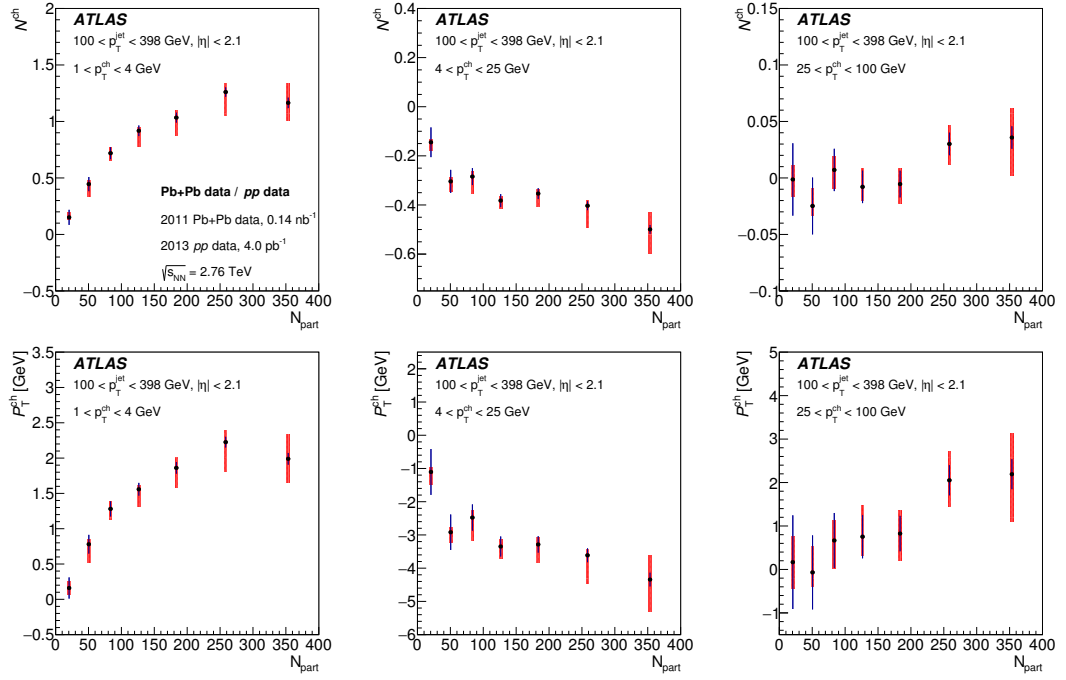 ATLAS
100 < p_T^jet < 398 GeV, |η| < 2.1
1 < p_T^ch < 4 GeV
Pb+Pb data / pp data
2011 Pb+Pb data, 0.14 nb⁻¹
2013 pp data, 4.0 pb⁻¹
√s_NN = 2.76 TeV
N^ch
2
1.5
1
0.5
0
−0.5
0 50 100 150 200 250 300 350 400
N_part
ATLAS
100 < p_T^jet < 398 GeV, |η| < 2.1
4 < p_T^ch < 25 GeV
N^ch
0.4
0.2
0
−0.2
−0.4
−0.6
0 50 100 150 200 250 300 350 400
N_part
ATLAS
100 < p_T^jet < 398 GeV, |η| < 2.1
25 < p_T^ch < 100 GeV
N^ch
0.15
0.1
0.05
0
−0.05
−0.1
0 50 100 150 200 250 300 350 400
N_part
ATLAS
100 < p_T^jet < 398 GeV, |η| < 2.1
1 < p_T^ch < 4 GeV
P_T^ch [GeV]
3.5
3
2.5
2
1.5
1
0.5
0
−0.5
0 50 100 150 200 250 300 350 400
N_part
ATLAS
100 < p_T^jet < 398 GeV, |η| < 2.1
4 < p_T^ch < 25 GeV
P_T^ch [GeV]
2
1
0
−1
−2
−3
−4
−5
−6
0 50 100 150 200 250 300 350 400
N_part
ATLAS
100 < p_T^jet < 398 GeV, |η| < 2.1
25 < p_T^ch < 100 GeV
P_T^ch [GeV]
5
4
3
2
1
0
−1
0 50 100 150 200 250 300 350 400
N_part